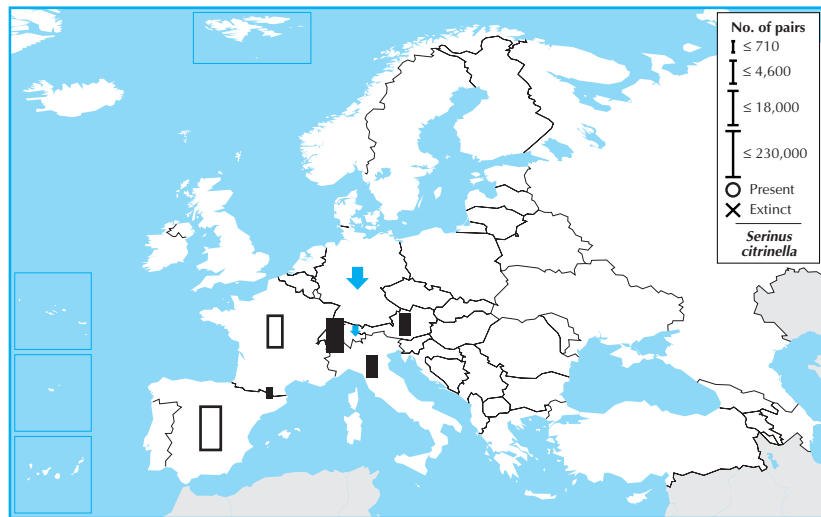 No. of pairs
≤ 710
≤ 4,600
≤ 18,000
≤ 230,000
Present
Extinct
Serinus
citrinella